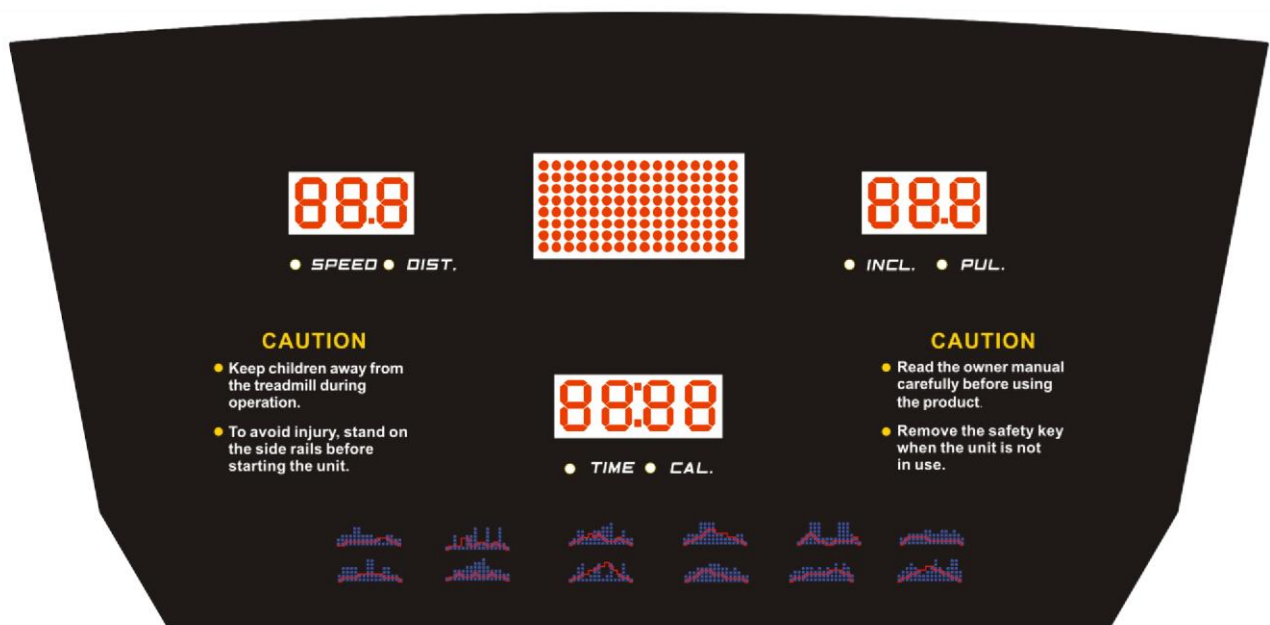 88.8
88.8
SPEED DIST.
INCL. PUL.
CAUTION
Keep children away from
the treadmill during
operation.
To avoid injury, stand on
the side rails before
starting the unit.
88:88
TIME CAL.
CAUTION
Read the owner manual
carefully before using
the product.
Remove the safety key
when the unit is not
in use.